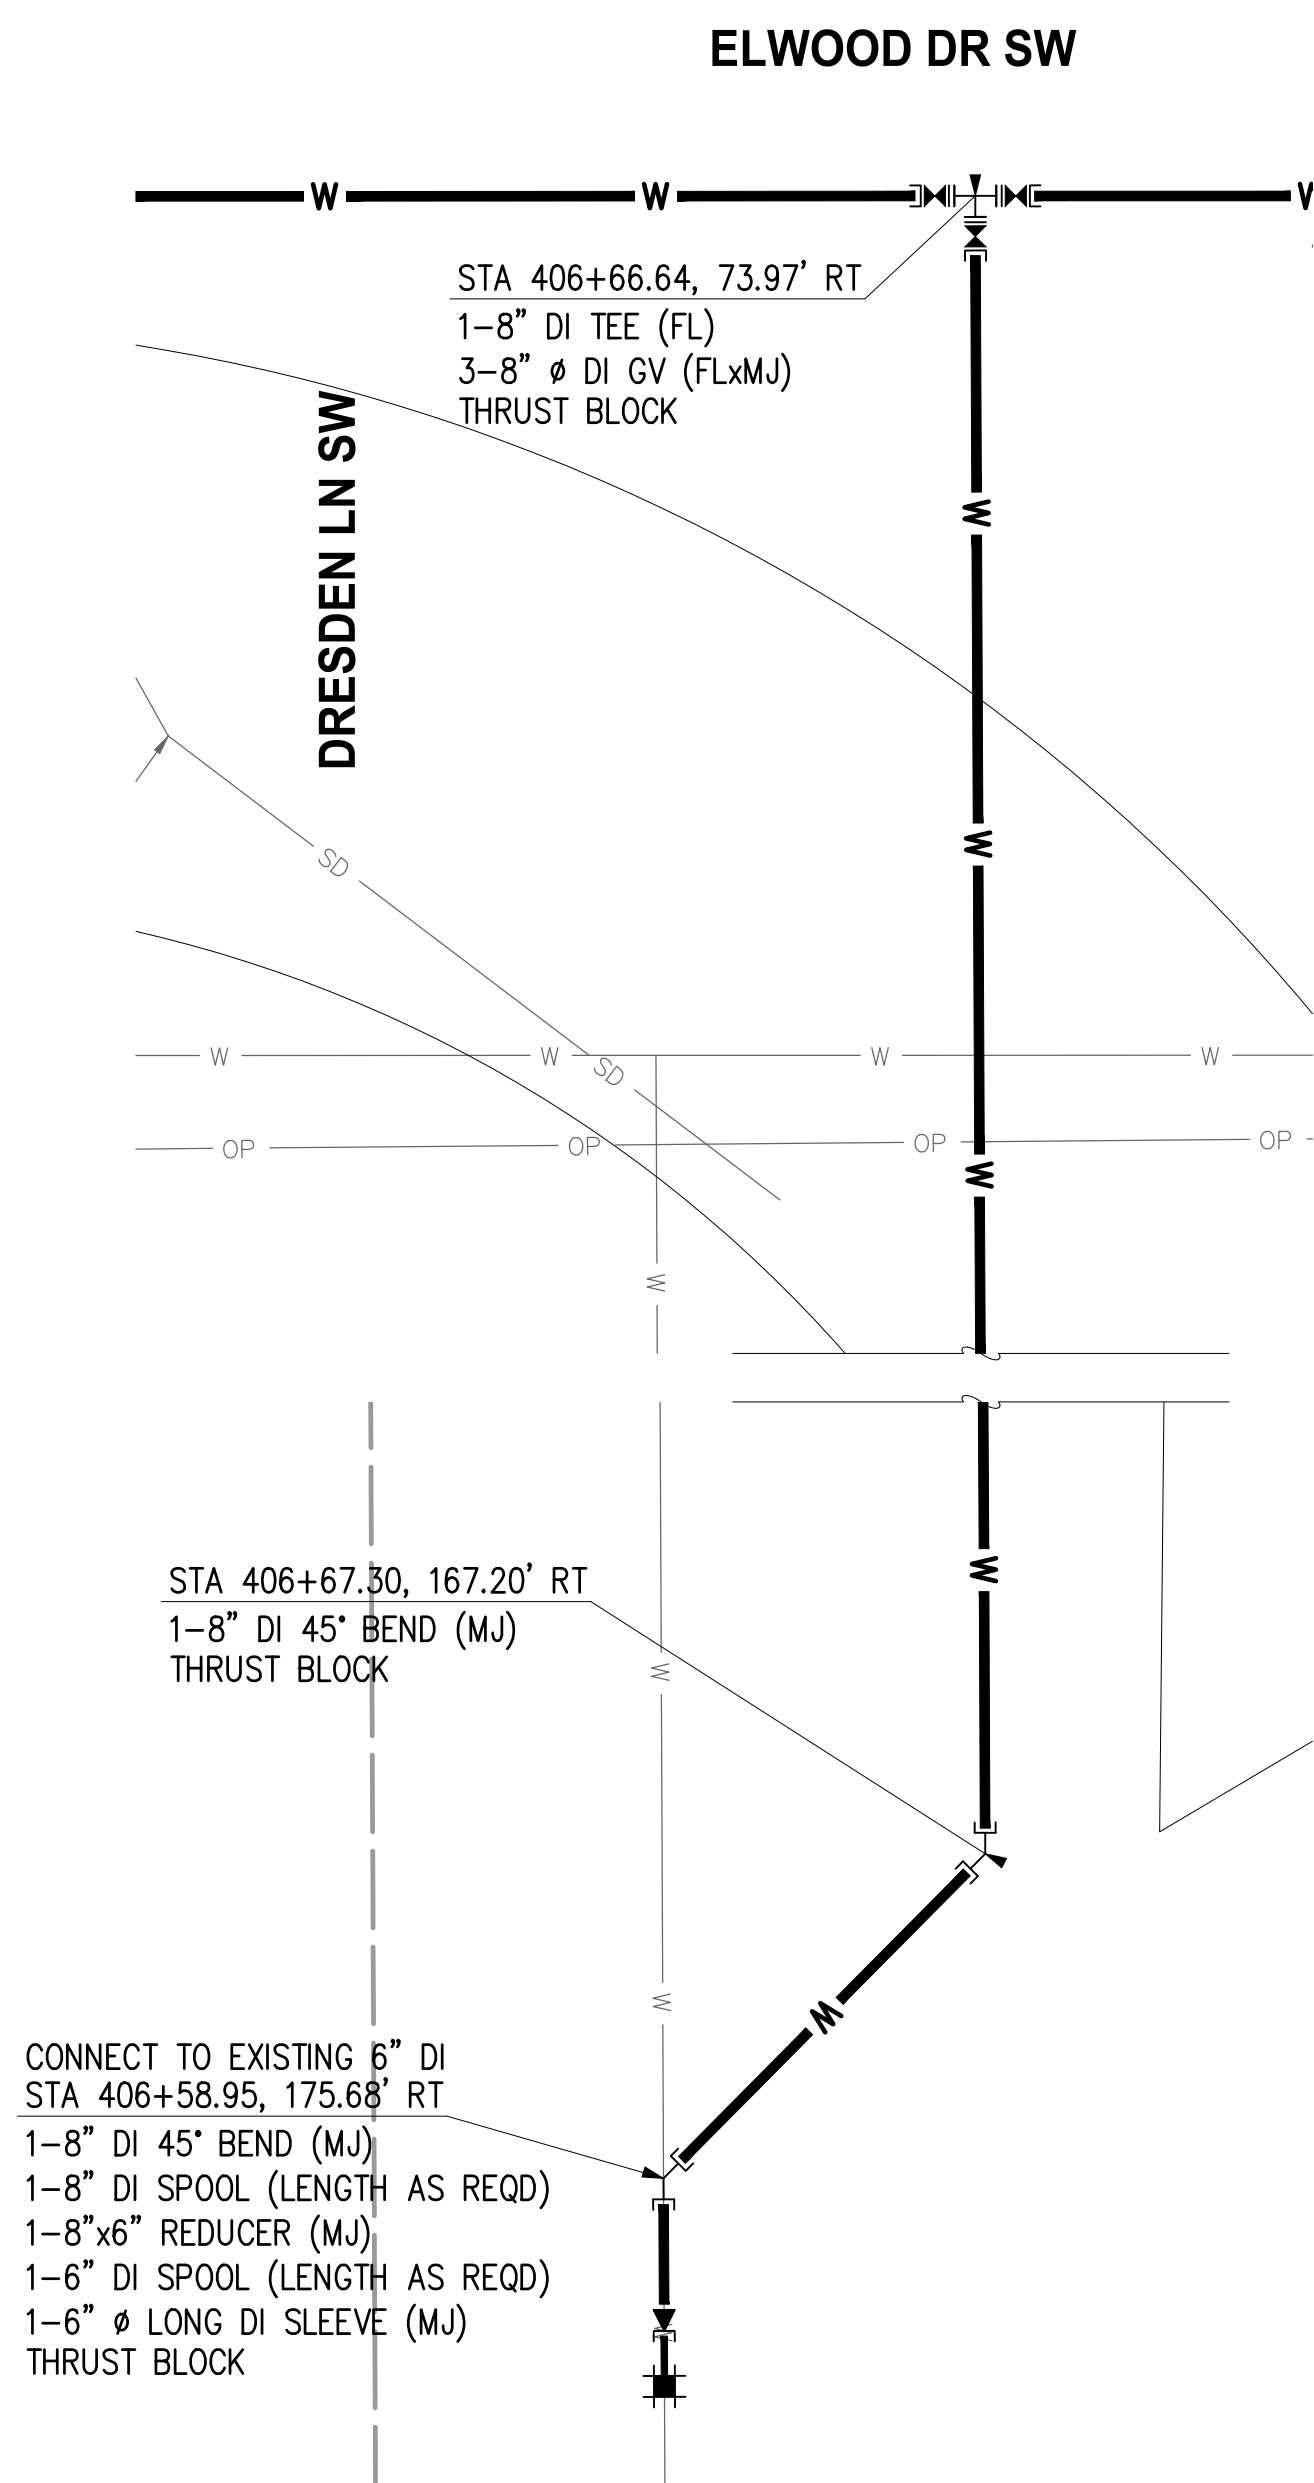 ELWOOD DR SW
W W W
STA 406+66.64, 73.97' RT
1-8" DI TEE (FL)
3-8" ø DI GV (FLxMJ)
THRUST BLOCK
DRESDEN LN SW
W
W
SD
W W W W
SD
OP OP OP OP
W
W
W
STA 406+67.30, 167.20' RT
1-8" DI 45° BEND (MJ)
THRUST BLOCK
W
W
W
CONNECT TO EXISTING 6" DI
STA 406+58.95, 175.68' RT
1-8" DI 45° BEND (MJ)
1-8" DI SPOOL (LENGTH AS REQD)
1-8"x6" REDUCER (MJ)
1-6" DI SPOOL (LENGTH AS REQD)
1-6" ø LONG DI SLEEVE (MJ)
THRUST BLOCK
W